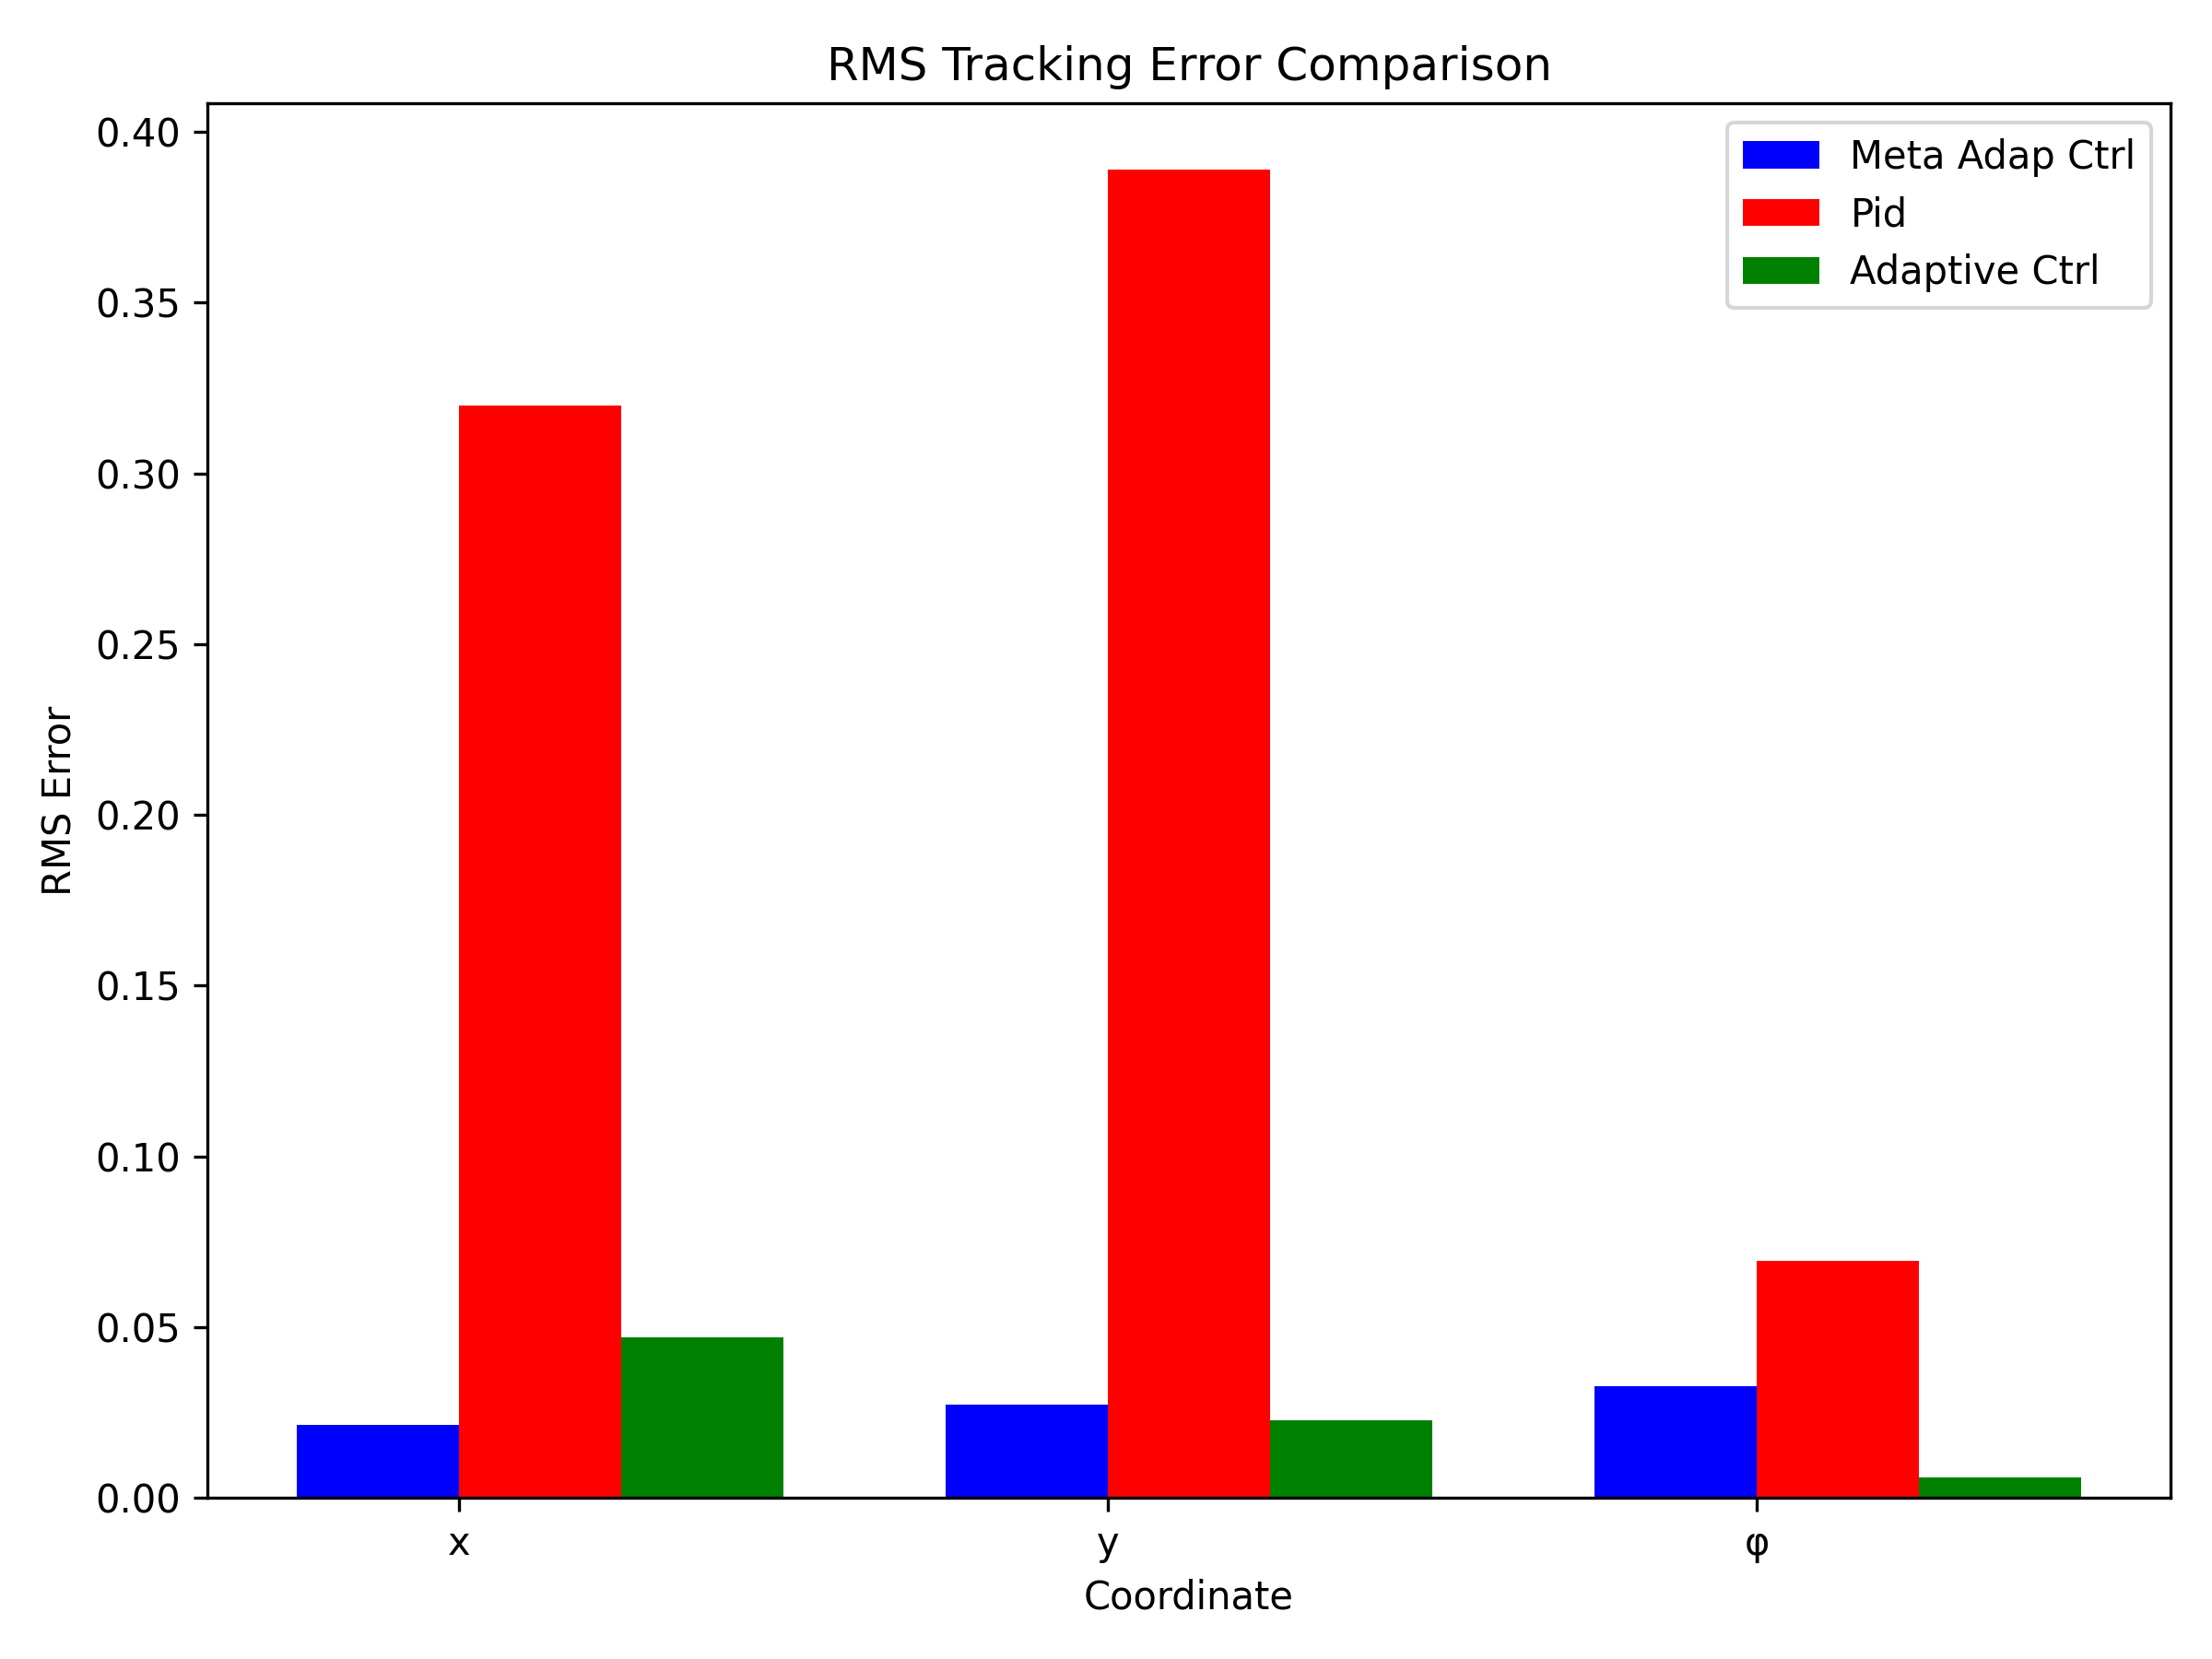 RMS Tracking Error Comparison
Meta Adap Ctrl
Pid
Adaptive Ctrl
RMS Error
0.40
0.35
0.30
0.25
0.20
0.15
0.10
0.05
0.00
x
y
φ
Coordinate